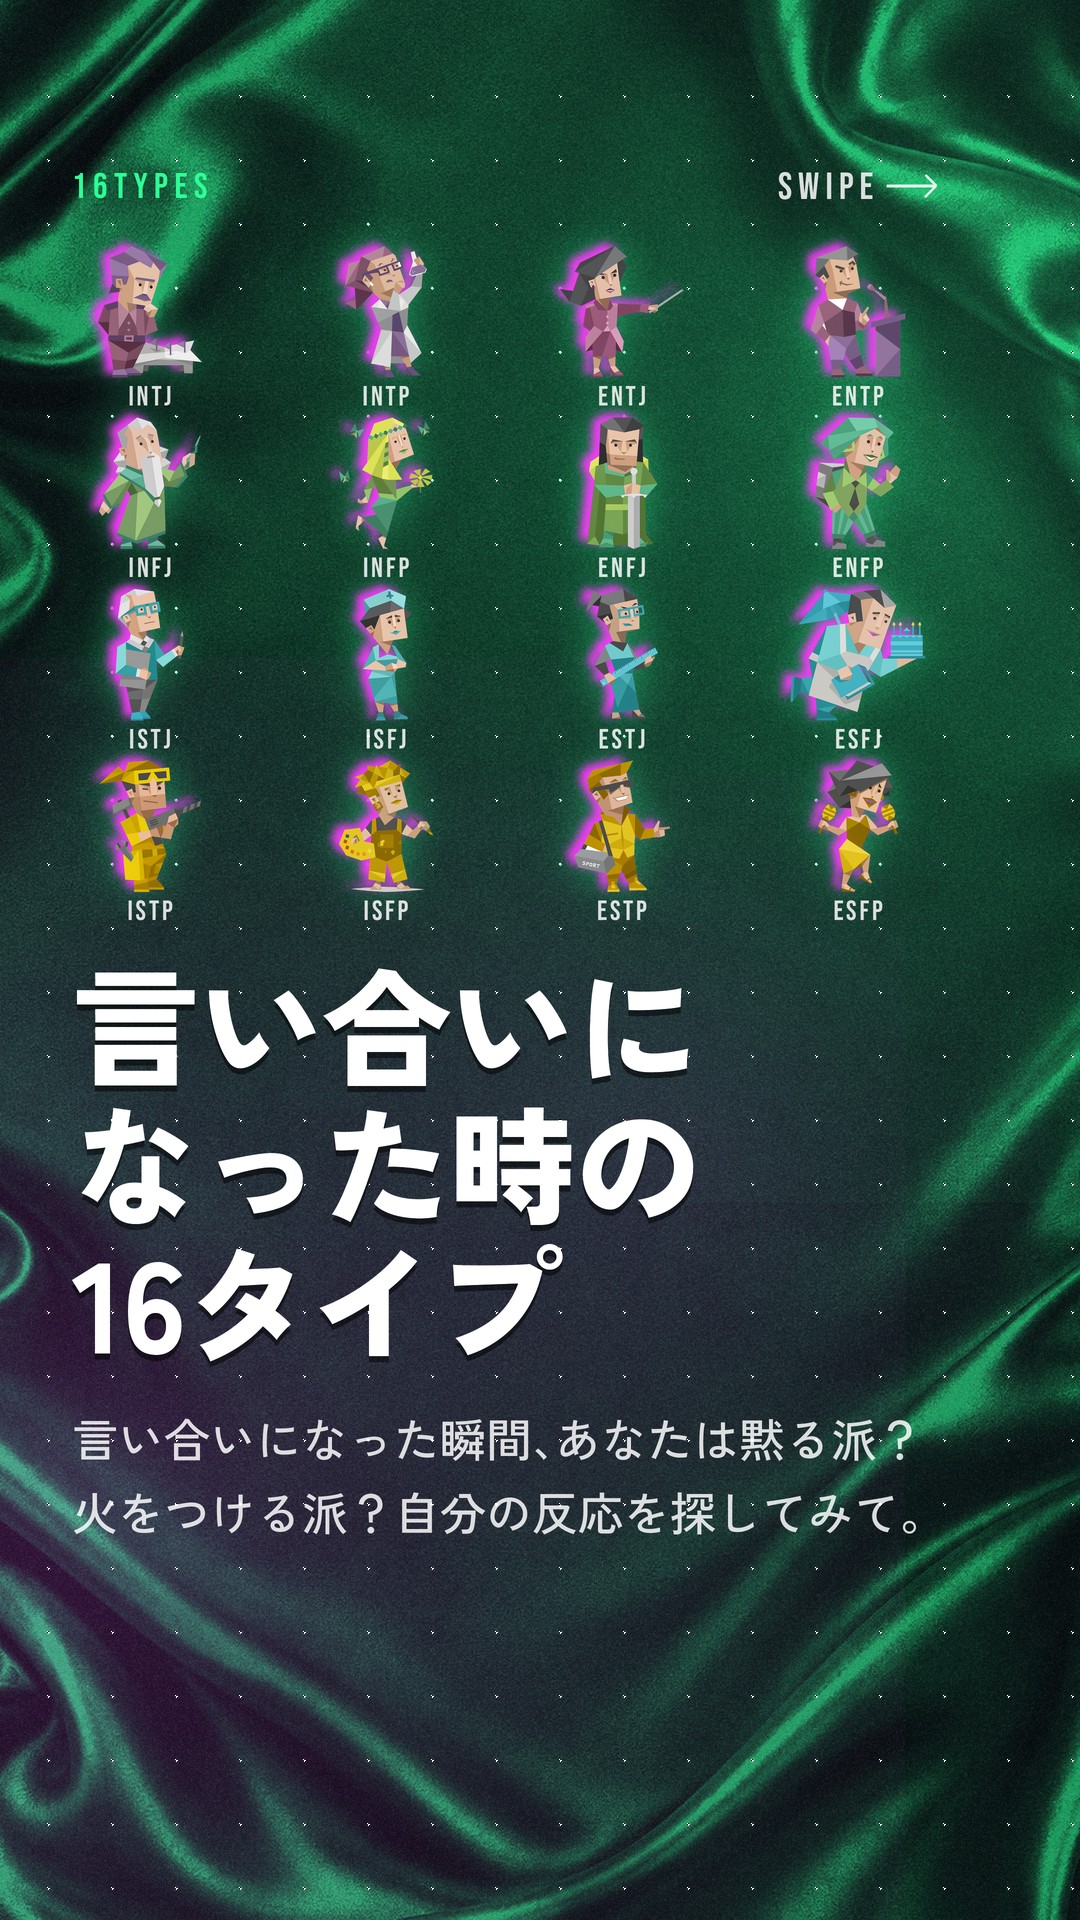 16TYPES
SWIPE →
INTJ
INTP
ENTJ
ENTP
INFJ
INFP
ENFJ
ENFP
ISTJ
ISFJ
ESTJ
ESFJ
SPORT
ISTP
ISFP
ESTP
ESFP
言い合いに
なった時の
16タイプ
言い合いになった瞬間、あなたは黙る派？
火をつける派？自分の反応を探してみて。